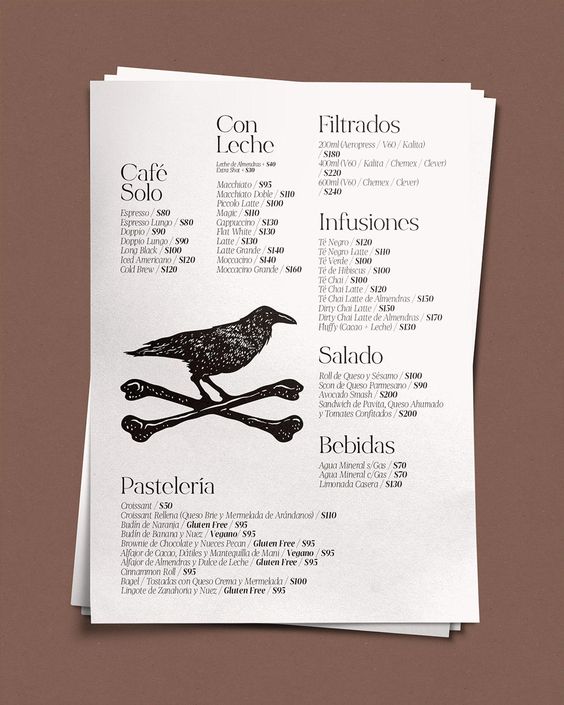 Café
Solo
Espresso / $80
Espresso Lungo / $80
Doppio / $90
Doppio Lungo / $90
Long Black / $100
Iced Americano / $120
Cold Brew / $120
Con
Leche
Leche de Almendras + $40
Extra Shot + $30
Macchiato / $95
Macchiato Doble / $110
Piccolo Latte / $100
Magic / $110
Cappuccino / $130
Flat White / $130
Latte / $130
Latte Grande / $140
Moccacino / $140
Moccacino Grande / $160
Filtrados
200ml (Aeropress / V60 / Kalita)
/ $180
400ml (V60 / Kalita / Chemex / Clever)
/ $220
600ml (V60 / Chemex / Clever)
/ $240
Infusiones
Té Negro / $120
Té Negro Latte / $110
Té Verde / $100
Té de Hibiscus / $100
Té Chai / $100
Té Chai Latte / $120
Té Chai Latte de Almendras / $150
Dirty Chai Latte / $150
Dirty Chai Latte de Almendras / $170
Fluffy (Cacao + Leche) / $130
Salado
Roll de Queso y Sésamo / $100
Scon de Queso Parmesano / $90
Avocado Smash / $200
Sandwich de Pavita, Queso Ahumado
y Tomates Confitados / $200
Bebidas
Agua Mineral s/Gas / $70
Agua Mineral c/Gas / $70
Limonada Casera / $130
Pastelería
Croissant / $50
Croissant Rellena (Queso Brie y Mermelada de Arándanos) / $110
Budín de Naranja / Gluten Free / $95
Budín de Banana y Nuez / Vegano/ $95
Brownie de Chocolate y Nueces Pecan / Gluten Free / $95
Alfajor de Cacao, Dátiles y Mantequilla de Mani / Vegano / $95
Alfajor de Almendras y Dulce de Leche / Gluten Free / $95
Cinnammon Roll / $95
Bagel / Tostadas con Queso Crema y Mermelada / $100
Lingote de Zanahoria y Nuez / Gluten Free / $95